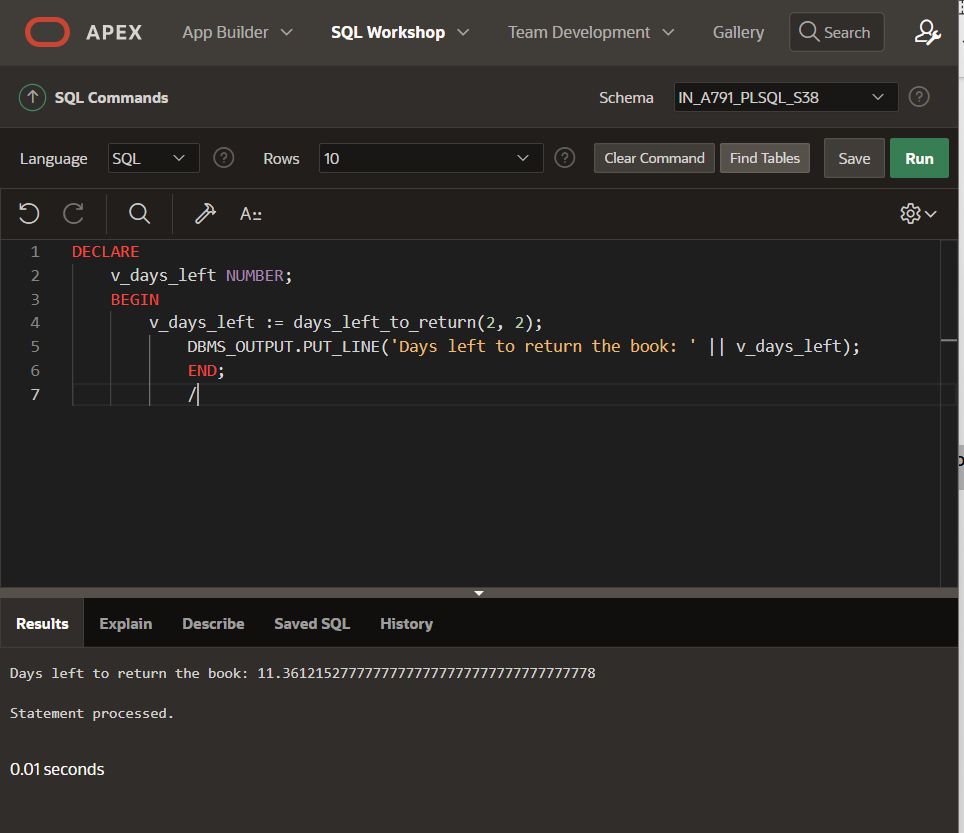 APEX App Builder SQL Workshop Team Development Gallery Search
SQL Commands Schema IN_A791_PLSQL_S38 ?
Language SQL ? Rows 10 ? Clear Command Find Tables Save Run
A::
1 DECLARE
2 v_days_left NUMBER;
3 BEGIN
4 v_days_left := days_left_to_return(2, 2);
5 DBMS_OUTPUT.PUT_LINE('Days left to return the book: ' || v_days_left);
6 END;
7 /
Results Explain Describe Saved SQL History
Days left to return the book: 11.3612152777777777777777777777777777778
Statement processed.
0.01 seconds